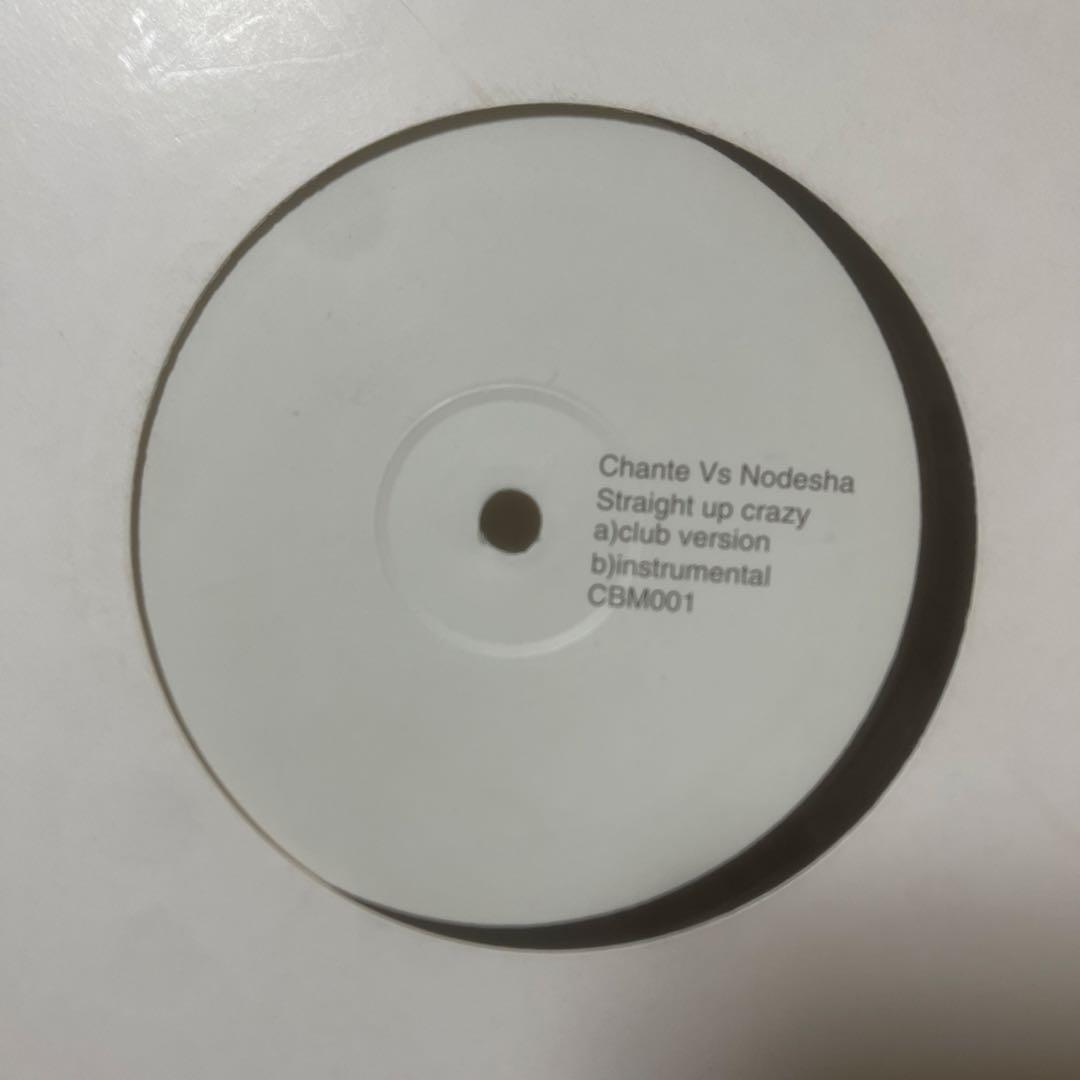 Chante Vs Nodesha
Straight up crazy
a)club version
b)instrumental
CBM001